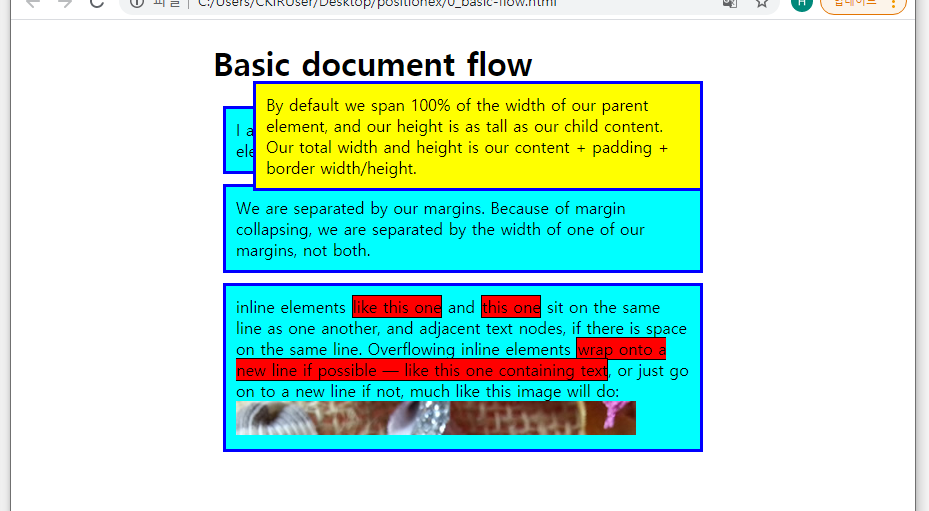 C:/Users/CKIRUser/Desktop/positionex/0_basic-flow.html
H
업데이트
Basic document flow
By default we span 100% of the width of our parent
element, and our height is as tall as our child content.
Our total width and height is our content + padding +
border width/height.
I a
ele
We are separated by our margins. Because of margin
collapsing, we are separated by the width of one of our
margins, not both.
inline elements like this one and this one sit on the same
line as one another, and adjacent text nodes, if there is space
on the same line. Overflowing inline elements wrap onto a
new line if possible — like this one containing text, or just go
on to a new line if not, much like this image will do: